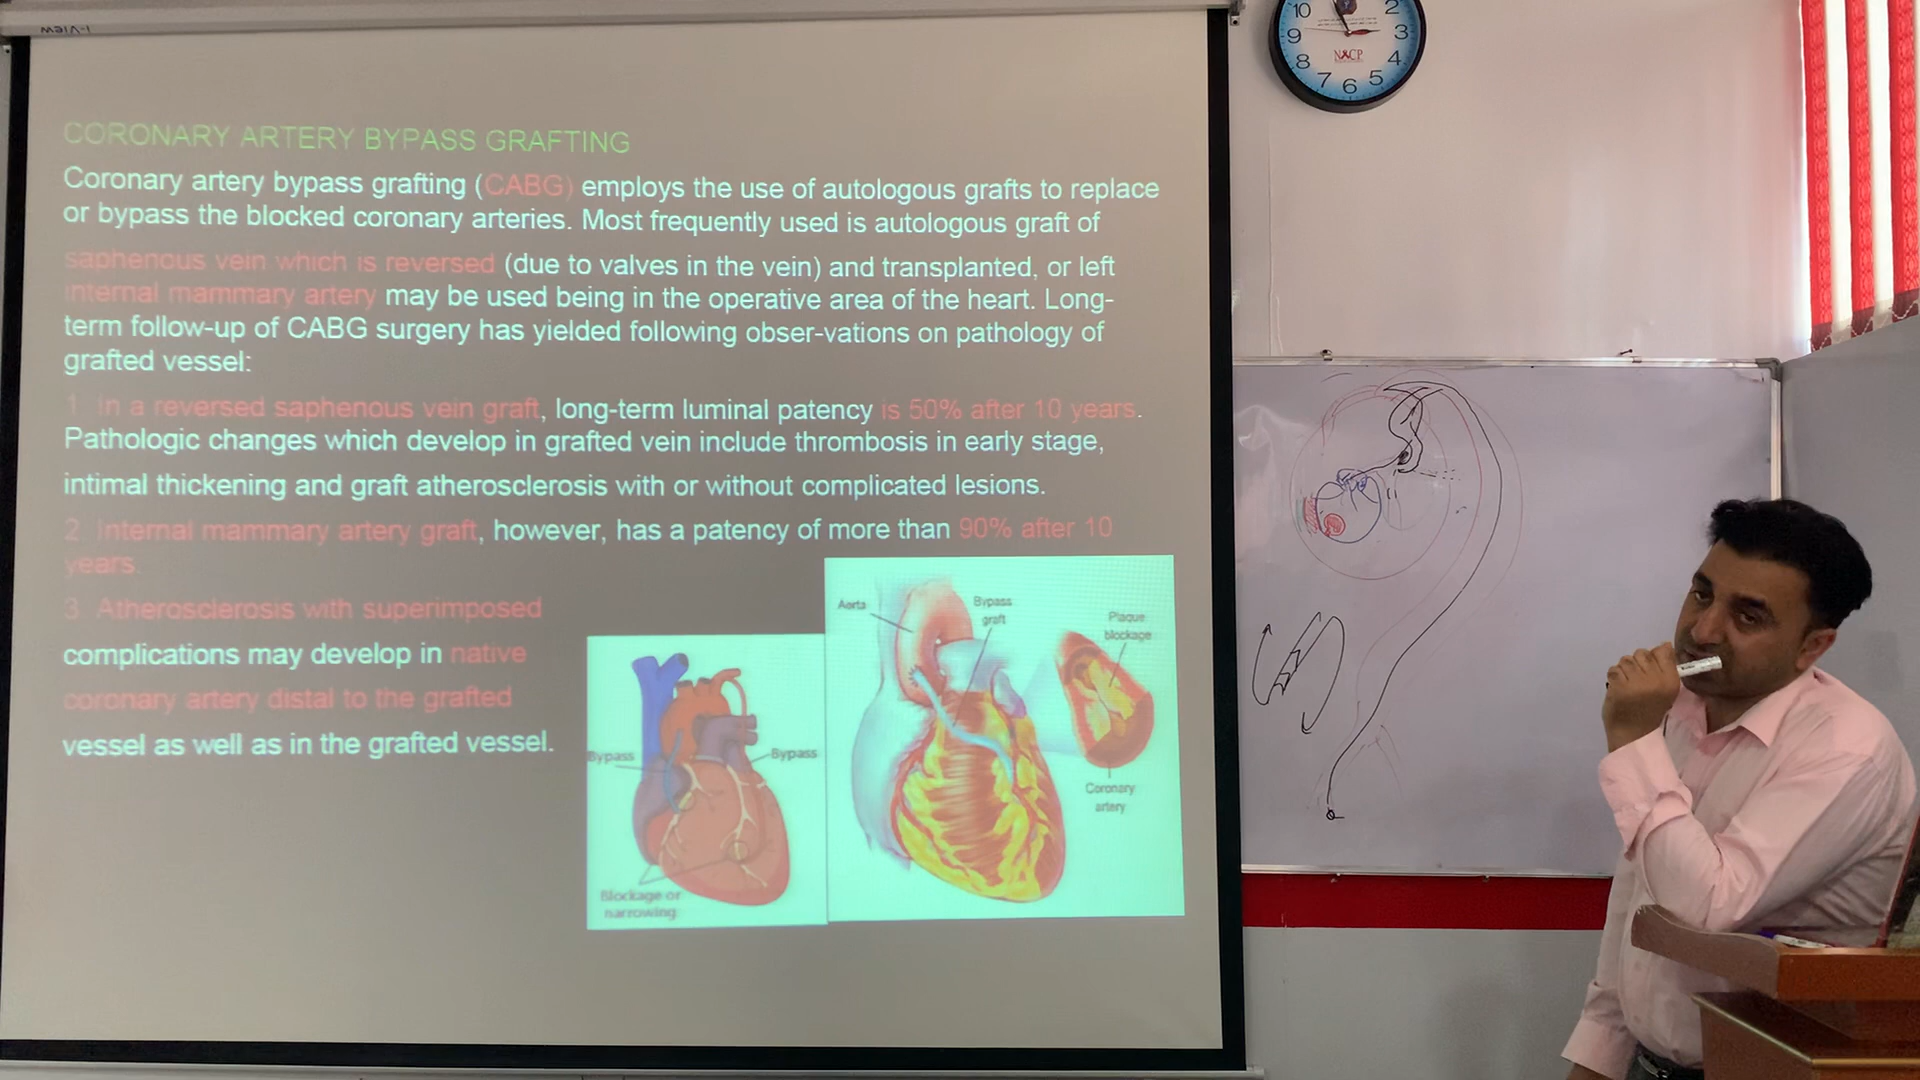 I-VIEW
CORONARY ARTERY BYPASS GRAFTING
Coronary artery bypass grafting (CABG) employs the use of autologous grafts to replace
or bypass the blocked coronary arteries. Most frequently used is autologous graft of
saphenous vein which is reversed (due to valves in the vein) and transplanted, or left
internal mammary artery may be used being in the operative area of the heart. Long-
term follow-up of CABG surgery has yielded following obser-vations on pathology of
grafted vessel:
1. In a reversed saphenous vein graft, long-term luminal patency is 50% after 10 years.
Pathologic changes which develop in grafted vein include thrombosis in early stage,
intimal thickening and graft atherosclerosis with or without complicated lesions.
2. Internal mammary artery graft, however, has a patency of more than 90% after 10
years.
3. Atherosclerosis with superimposed
complications may develop in native
coronary artery distal to the grafted
vessel as well as in the grafted vessel.
Bypass
Bypass
Blockage or
narrowing
Aorta
Bypass
graft
Plaque
blockage
Coronary
artery
10 2
9 3
8 4
7 6 5
NACP